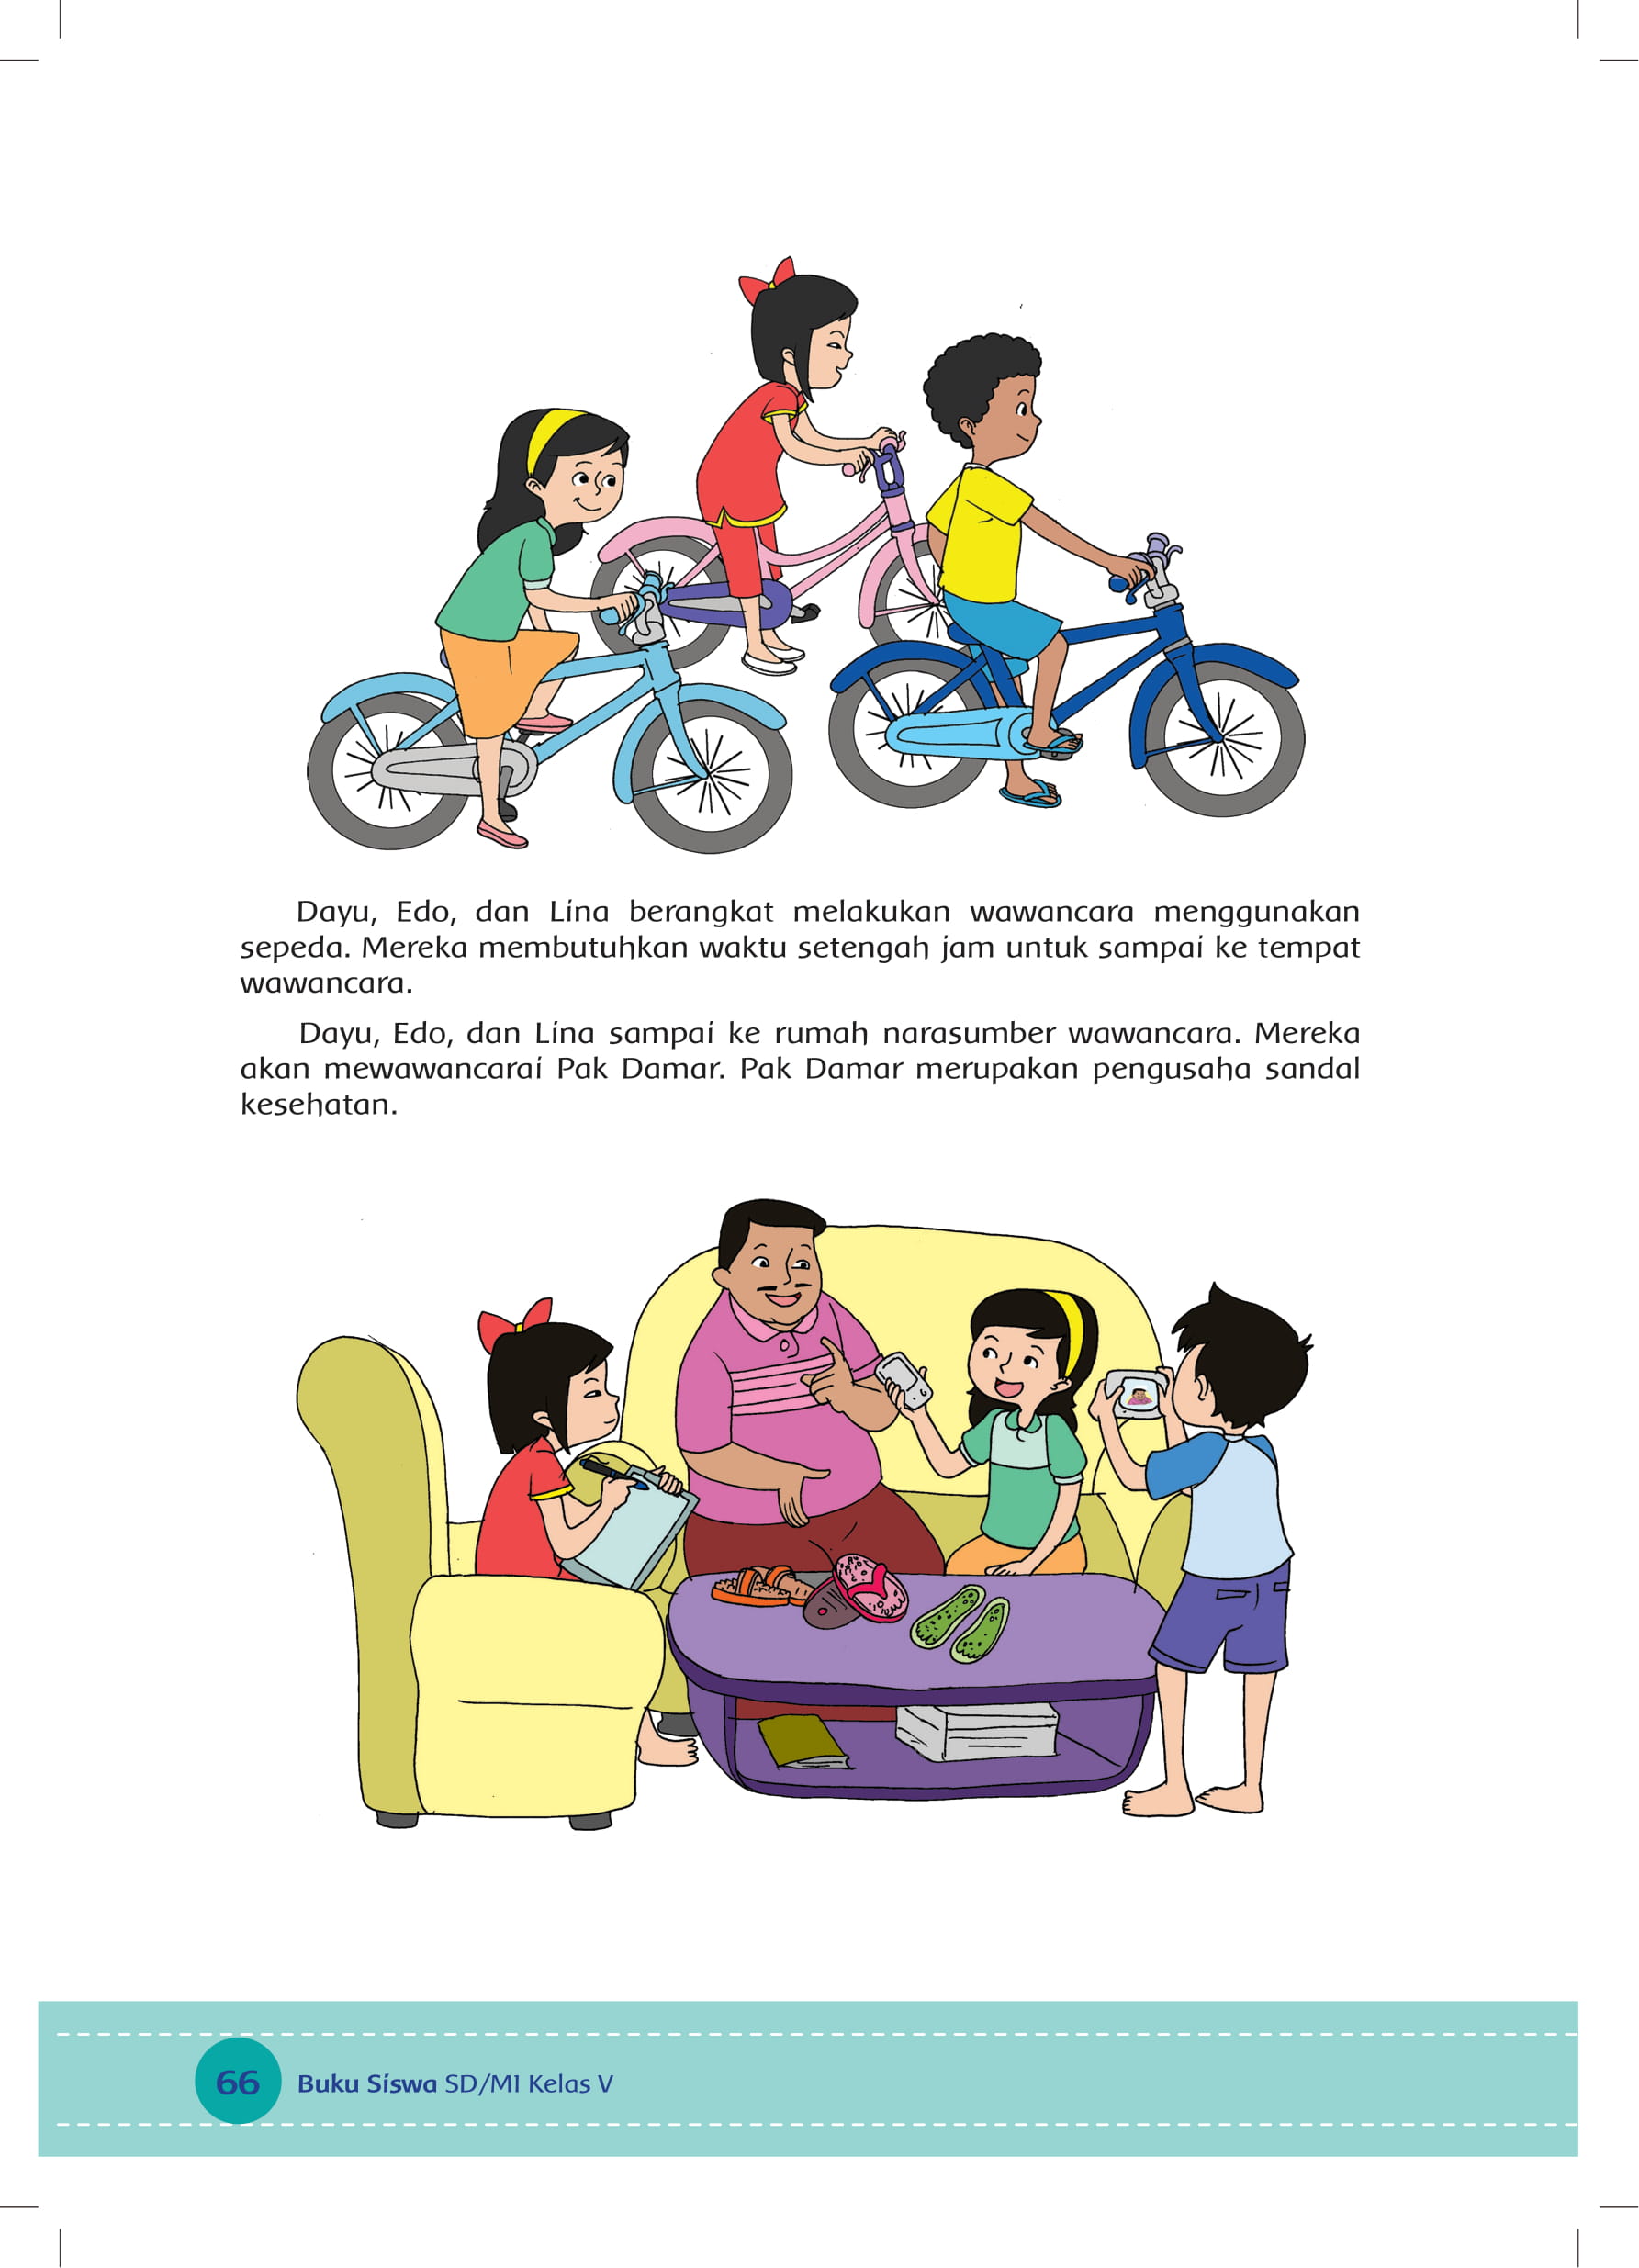 Dayu, Edo, dan Lina berangkat melakukan wawancara menggunakan
sepeda. Mereka membutuhkan waktu setengah jam untuk sampai ke tempat
wawancara.
Dayu, Edo, dan Lina sampai ke rumah narasumber wawancara. Mereka
akan mewawancarai Pak Damar. Pak Damar merupakan pengusaha sandal
kesehatan.
66 Buku Siswa SD/MI Kelas V